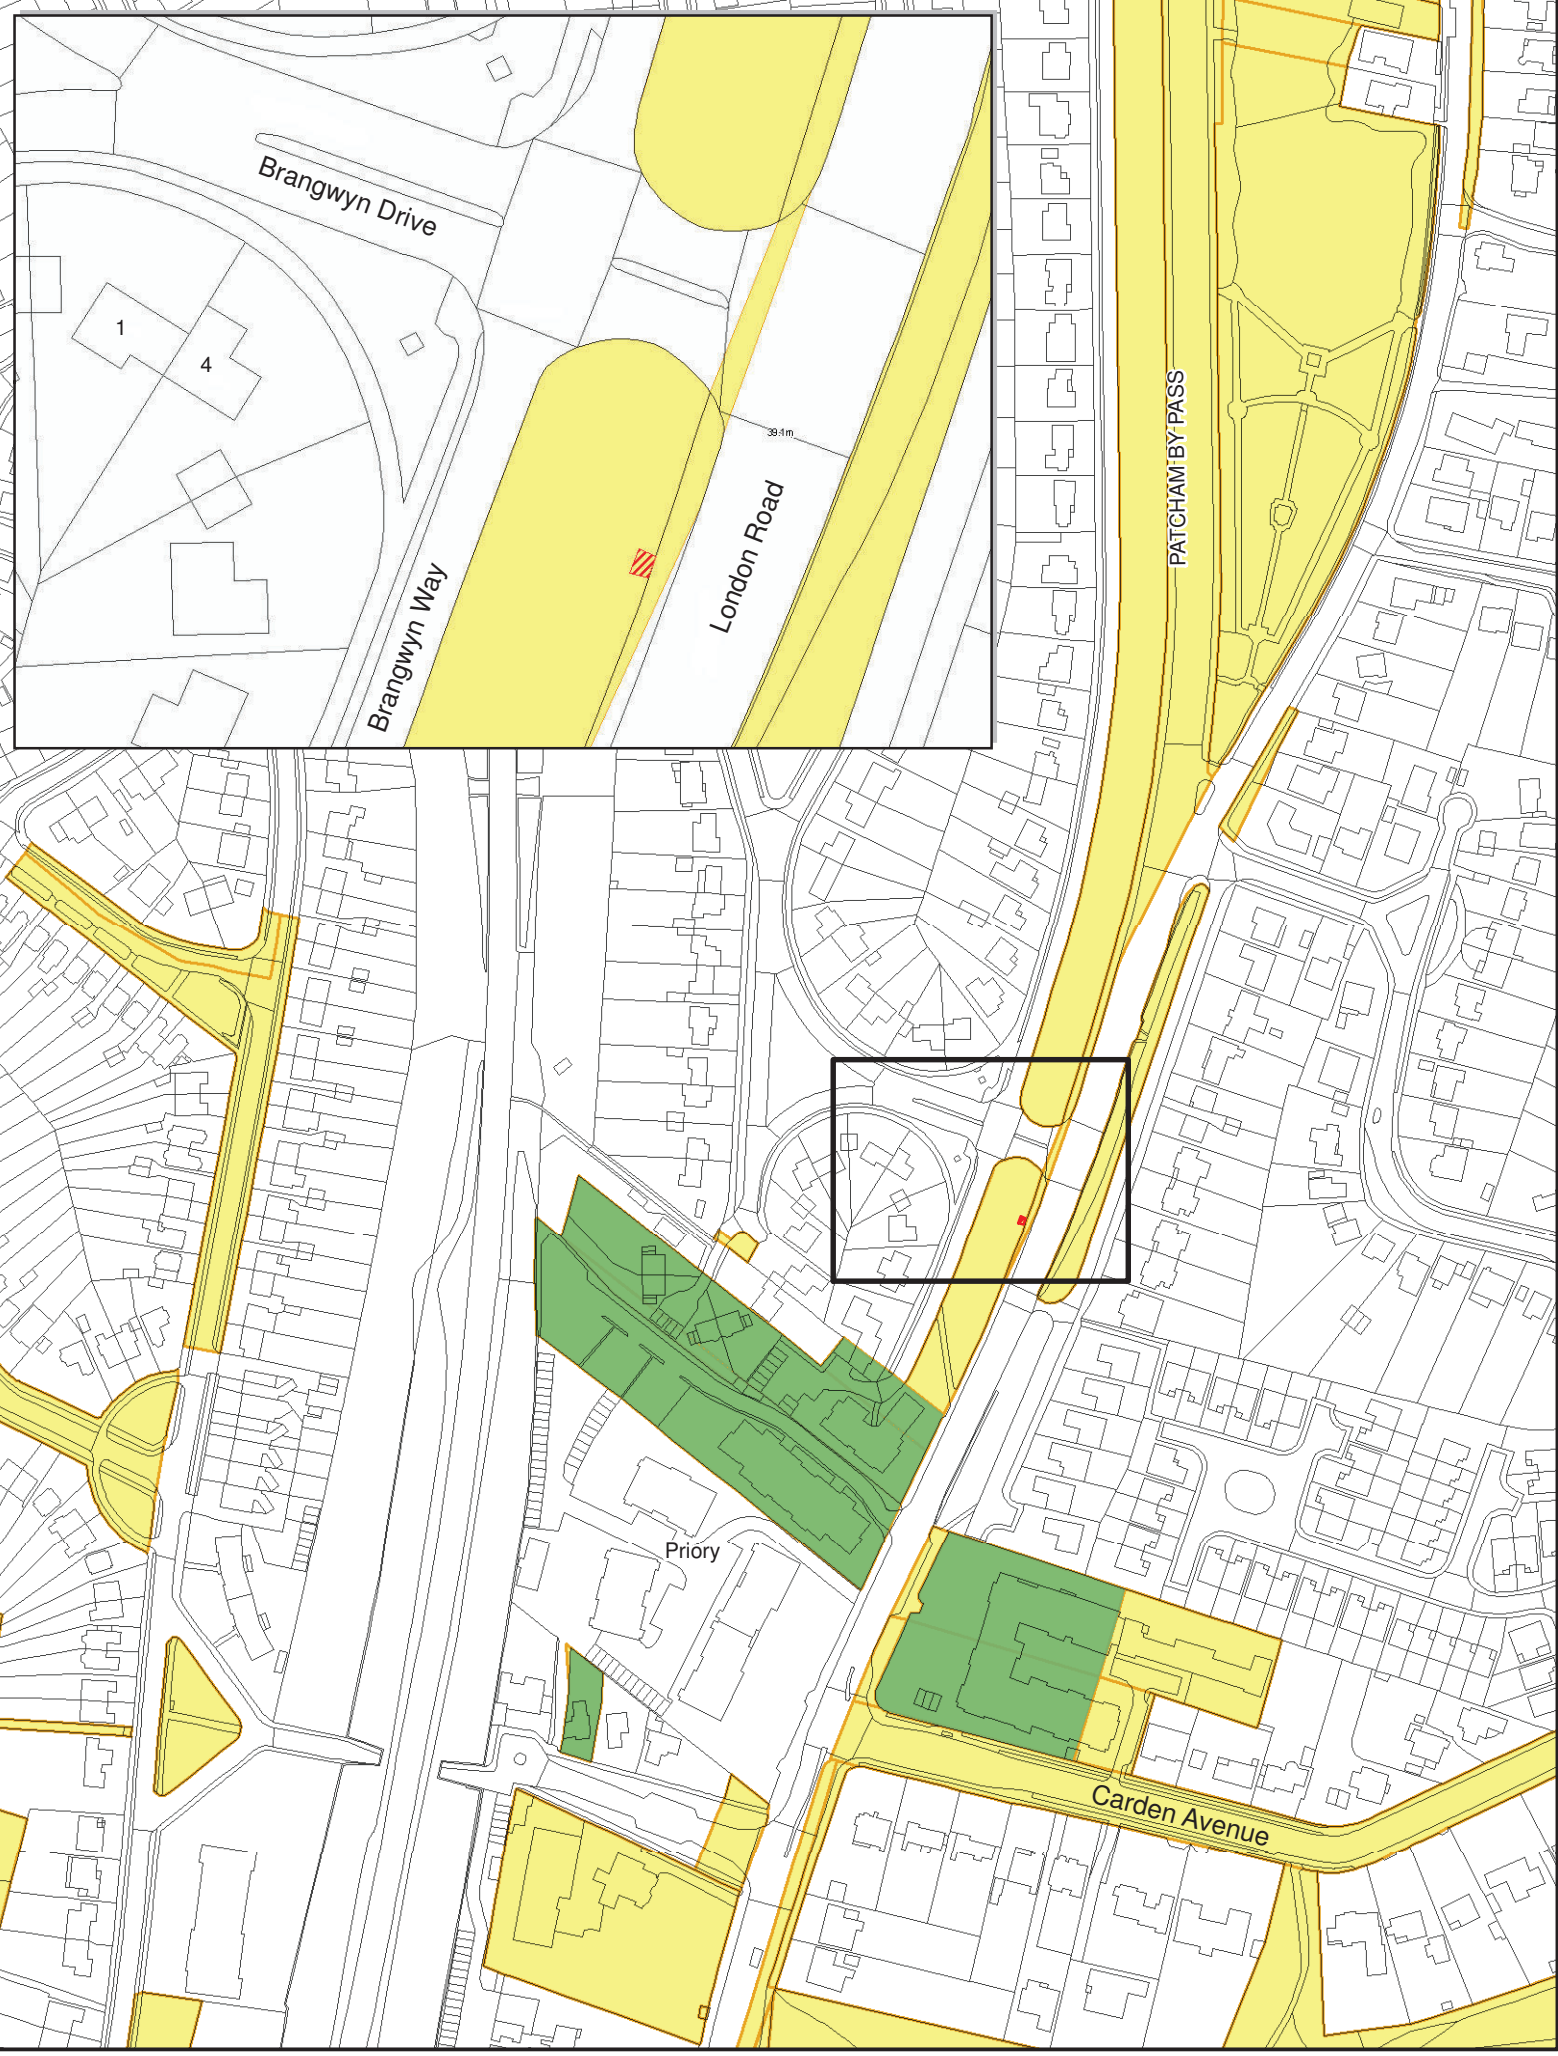 Brangwyn Drive
1
4
39.1m
London Road
Brangwyn Way
PATCHAM BY PASS
Priory
Carden Avenue